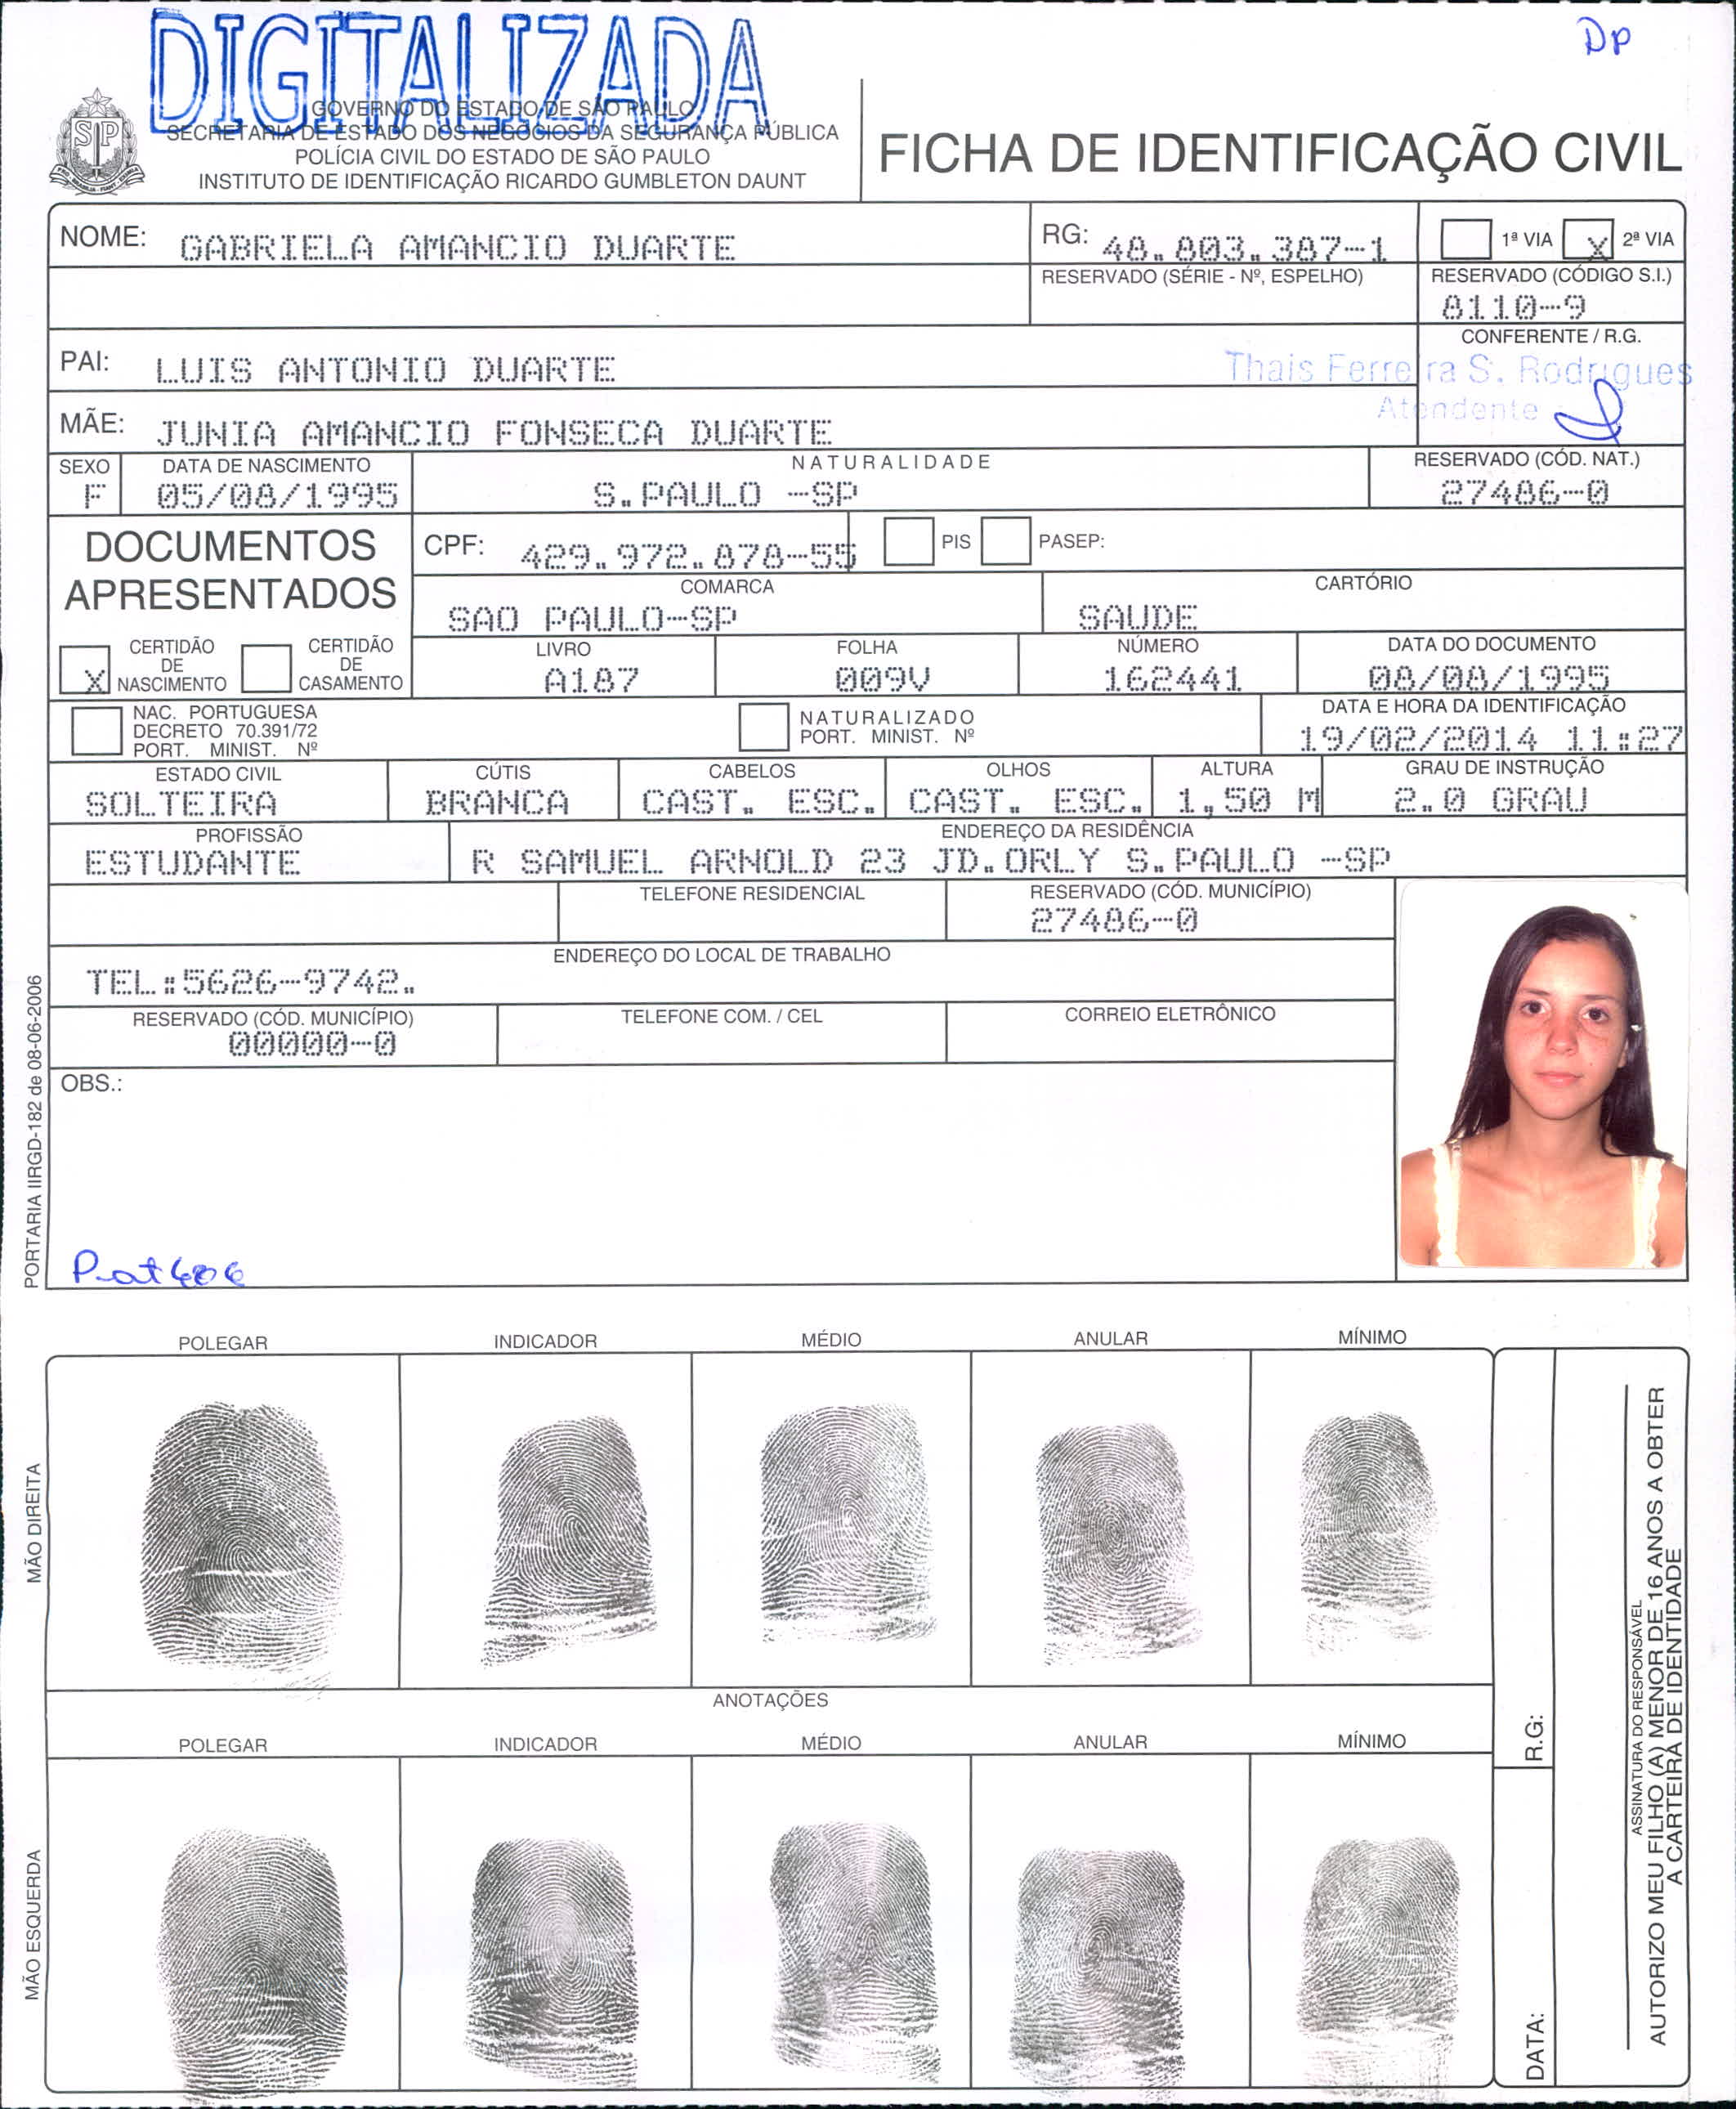 DIGITALIZADA
Dp
GOVERNO DO ESTADO DE SÃO PAULO
SECRETARIA DE ESTADO DOS NEGÓCIOS DA SEGURANÇA PÚBLICA
POLÍCIA CIVIL DO ESTADO DE SÃO PAULO
INSTITUTO DE IDENTIFICAÇÃO RICARDO GUMBLETON DAUNT
SP
FICHA DE IDENTIFICAÇÃO CIVIL
NOME: GABRIELA AMANCIO DUARTE
RG: 48.803.387-1
1ª VIA X 2ª VIA
RESERVADO (SÉRIE - Nº, ESPELHO)
RESERVADO (CÓDIGO S.I.)
8110-9
PAI: LUIS ANTONIO DUARTE
CONFERENTE / R.G.
Thais Ferreira S. Rodrigues
Atendente
MÃE: JUNIA AMANCIO FONSECA DUARTE
SEXO
F
DATA DE NASCIMENTO
05/08/1995
NATURALIDADE
S.PAULO -SP
RESERVADO (CÓD. NAT.)
27486-0
DOCUMENTOS
APRESENTADOS
CPF: 429.972.878-55
PIS
PASEP:
COMARCA
SAO PAULO-SP
CARTÓRIO
SAUDE
X CERTIDÃO
DE
NASCIMENTO
CERTIDÃO
DE
CASAMENTO
LIVRO
A187
FOLHA
009V
NÚMERO
162441
DATA DO DOCUMENTO
08/08/1995
NAC. PORTUGUESA
DECRETO 70.391/72
PORT. MINIST. Nº
NATURALIZADO
PORT. MINIST. Nº
DATA E HORA DA IDENTIFICAÇÃO
19/02/2014 11:27
ESTADO CIVIL
SOLTEIRA
CÚTIS
BRANCA
CABELOS
CAST. ESC.
OLHOS
CAST. ESC.
ALTURA
1,50 M
GRAU DE INSTRUÇÃO
2.0 GRAU
PROFISSÃO
ESTUDANTE
ENDEREÇO DA RESIDÊNCIA
R SAMUEL ARNOLD 23 JD.ORLY S.PAULO -SP
TELEFONE RESIDENCIAL
RESERVADO (CÓD. MUNICÍPIO)
27486-0
ENDEREÇO DO LOCAL DE TRABALHO
TEL:5626-9742.
RESERVADO (CÓD. MUNICÍPIO)
00000-0
TELEFONE COM. / CEL
CORREIO ELETRÔNICO
OBS.:
PORTARIA IIRGD-182 de 08-06-2006
POLEGAR INDICADOR MÉDIO ANULAR MÍNIMO
MÃO DIREITA
ANOTAÇÕES
POLEGAR INDICADOR MÉDIO ANULAR MÍNIMO
MÃO ESQUERDA
R.G:
DATA:
ASSINATURA DO RESPONSÁVEL
AUTORIZO MEU FILHO (A) MENOR DE 16 ANOS A OBTER
A CARTEIRA DE IDENTIDADE